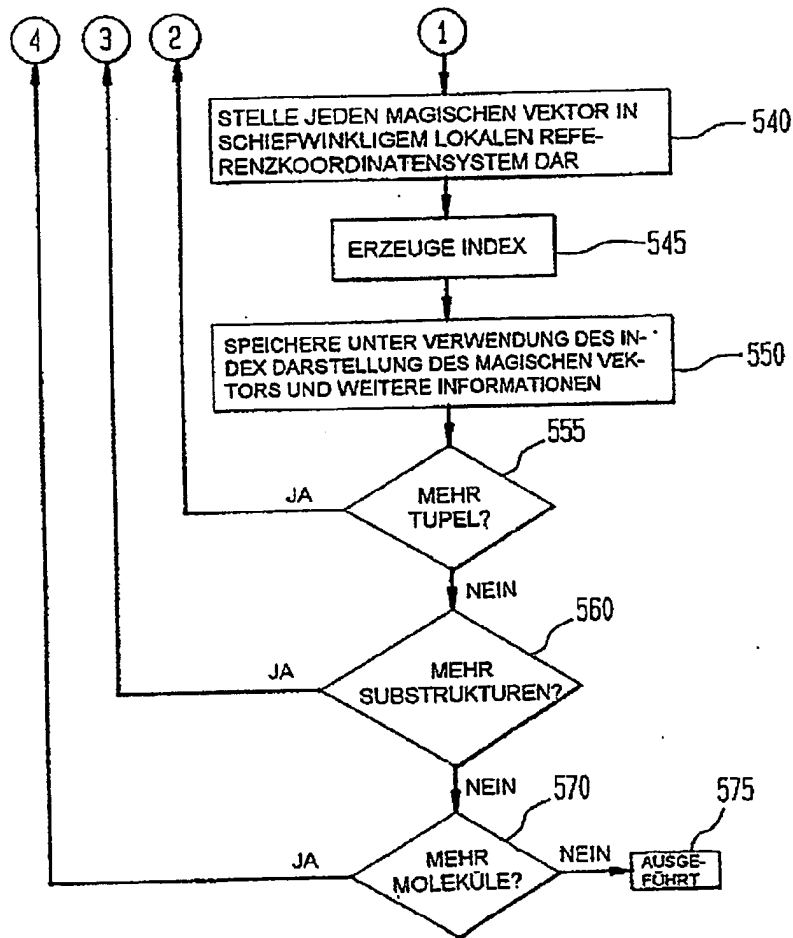 4 3 2 1
STELLE JEDEN MAGISCHEN VEKTOR IN
SCHIEFWINKLIGEM LOKALEN REFE-
RENZKOORDINATENSYSTEM DAR
540
ERZEUGE INDEX
545
SPEICHERE UNTER VERWENDUNG DES IN-
DEX DARSTELLUNG DES MAGISCHEN VEK-
TORS UND WEITERE INFORMATIONEN
550
555
JA
MEHR
TUPEL?
NEIN
560
JA
MEHR
SUBSTRUKTUREN?
NEIN
570
575
JA
MEHR
MOLEKÜLE?
NEIN
AUSGE-
FÜHRT